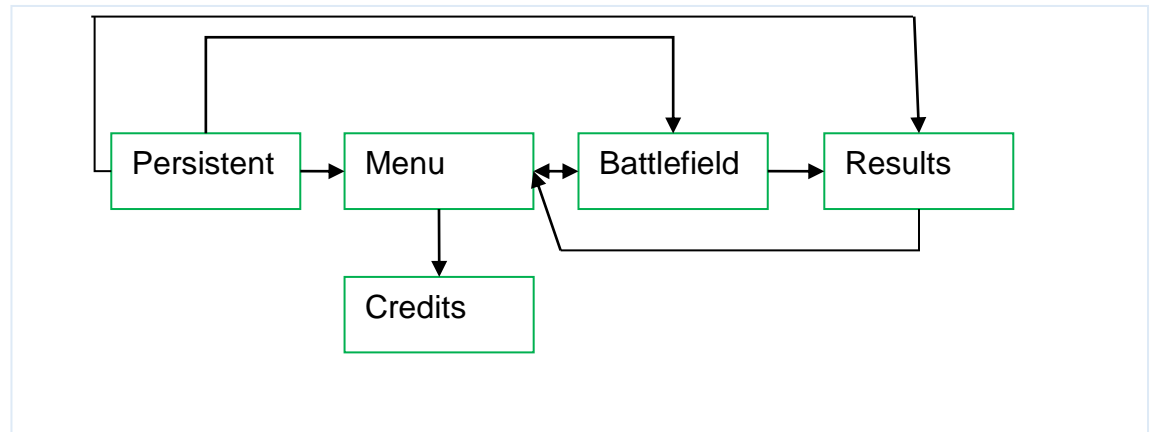 Persistent
Menu
Battlefield
Results
Credits